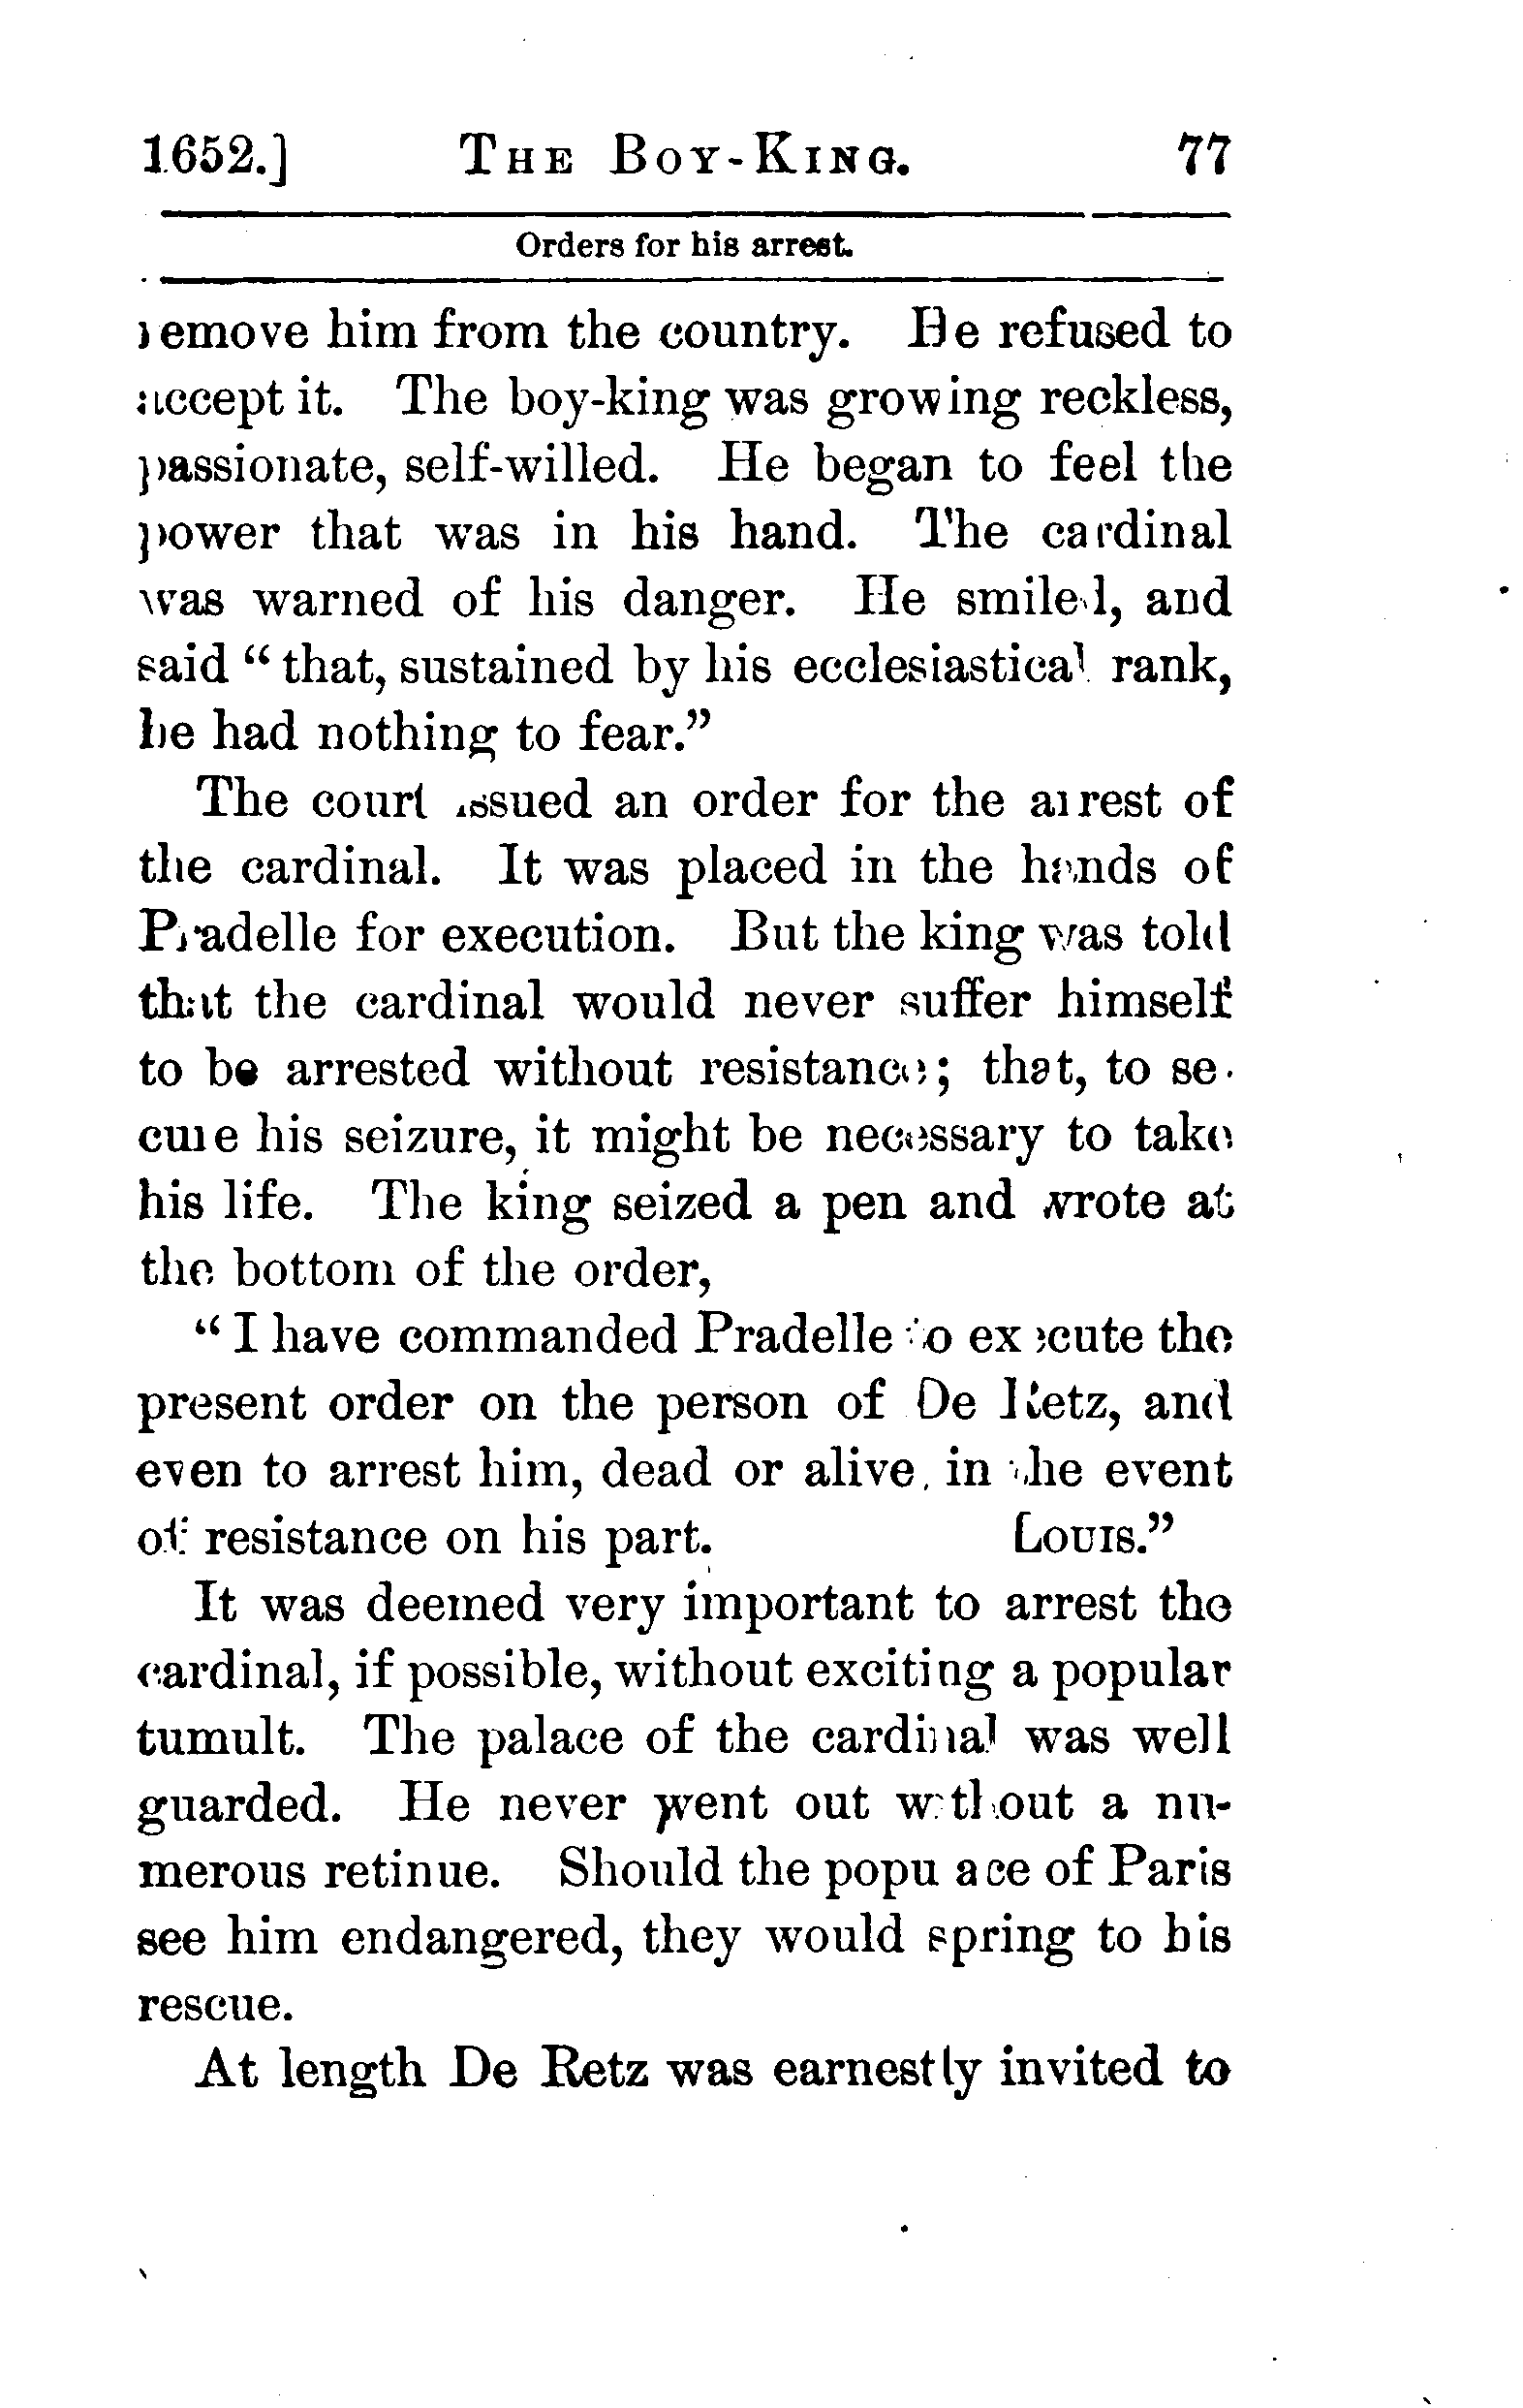 1652.] The Boy-King. 77
Orders for his arrest.
remove him from the country. He refused to
accept it. The boy-king was growing reckless,
passionate, self-willed. He began to feel the
power that was in his hand. The cardinal
was warned of his danger. He smiled, and
said "that, sustained by his ecclesiastical rank,
he had nothing to fear."
The court issued an order for the arrest of
the cardinal. It was placed in the hands of
Pradelle for execution. But the king was told
that the cardinal would never suffer himself
to be arrested without resistance; that, to se-
cure his seizure, it might be necessary to take
his life. The king seized a pen and wrote at
the bottom of the order,
"I have commanded Pradelle to execute the
present order on the person of De Retz, and
even to arrest him, dead or alive, in the event
of resistance on his part. Louis."
It was deemed very important to arrest the
cardinal, if possible, without exciting a popular
tumult. The palace of the cardinal was well
guarded. He never went out without a nu-
merous retinue. Should the populace of Paris
see him endangered, they would spring to his
rescue.
At length De Retz was earnestly invited to